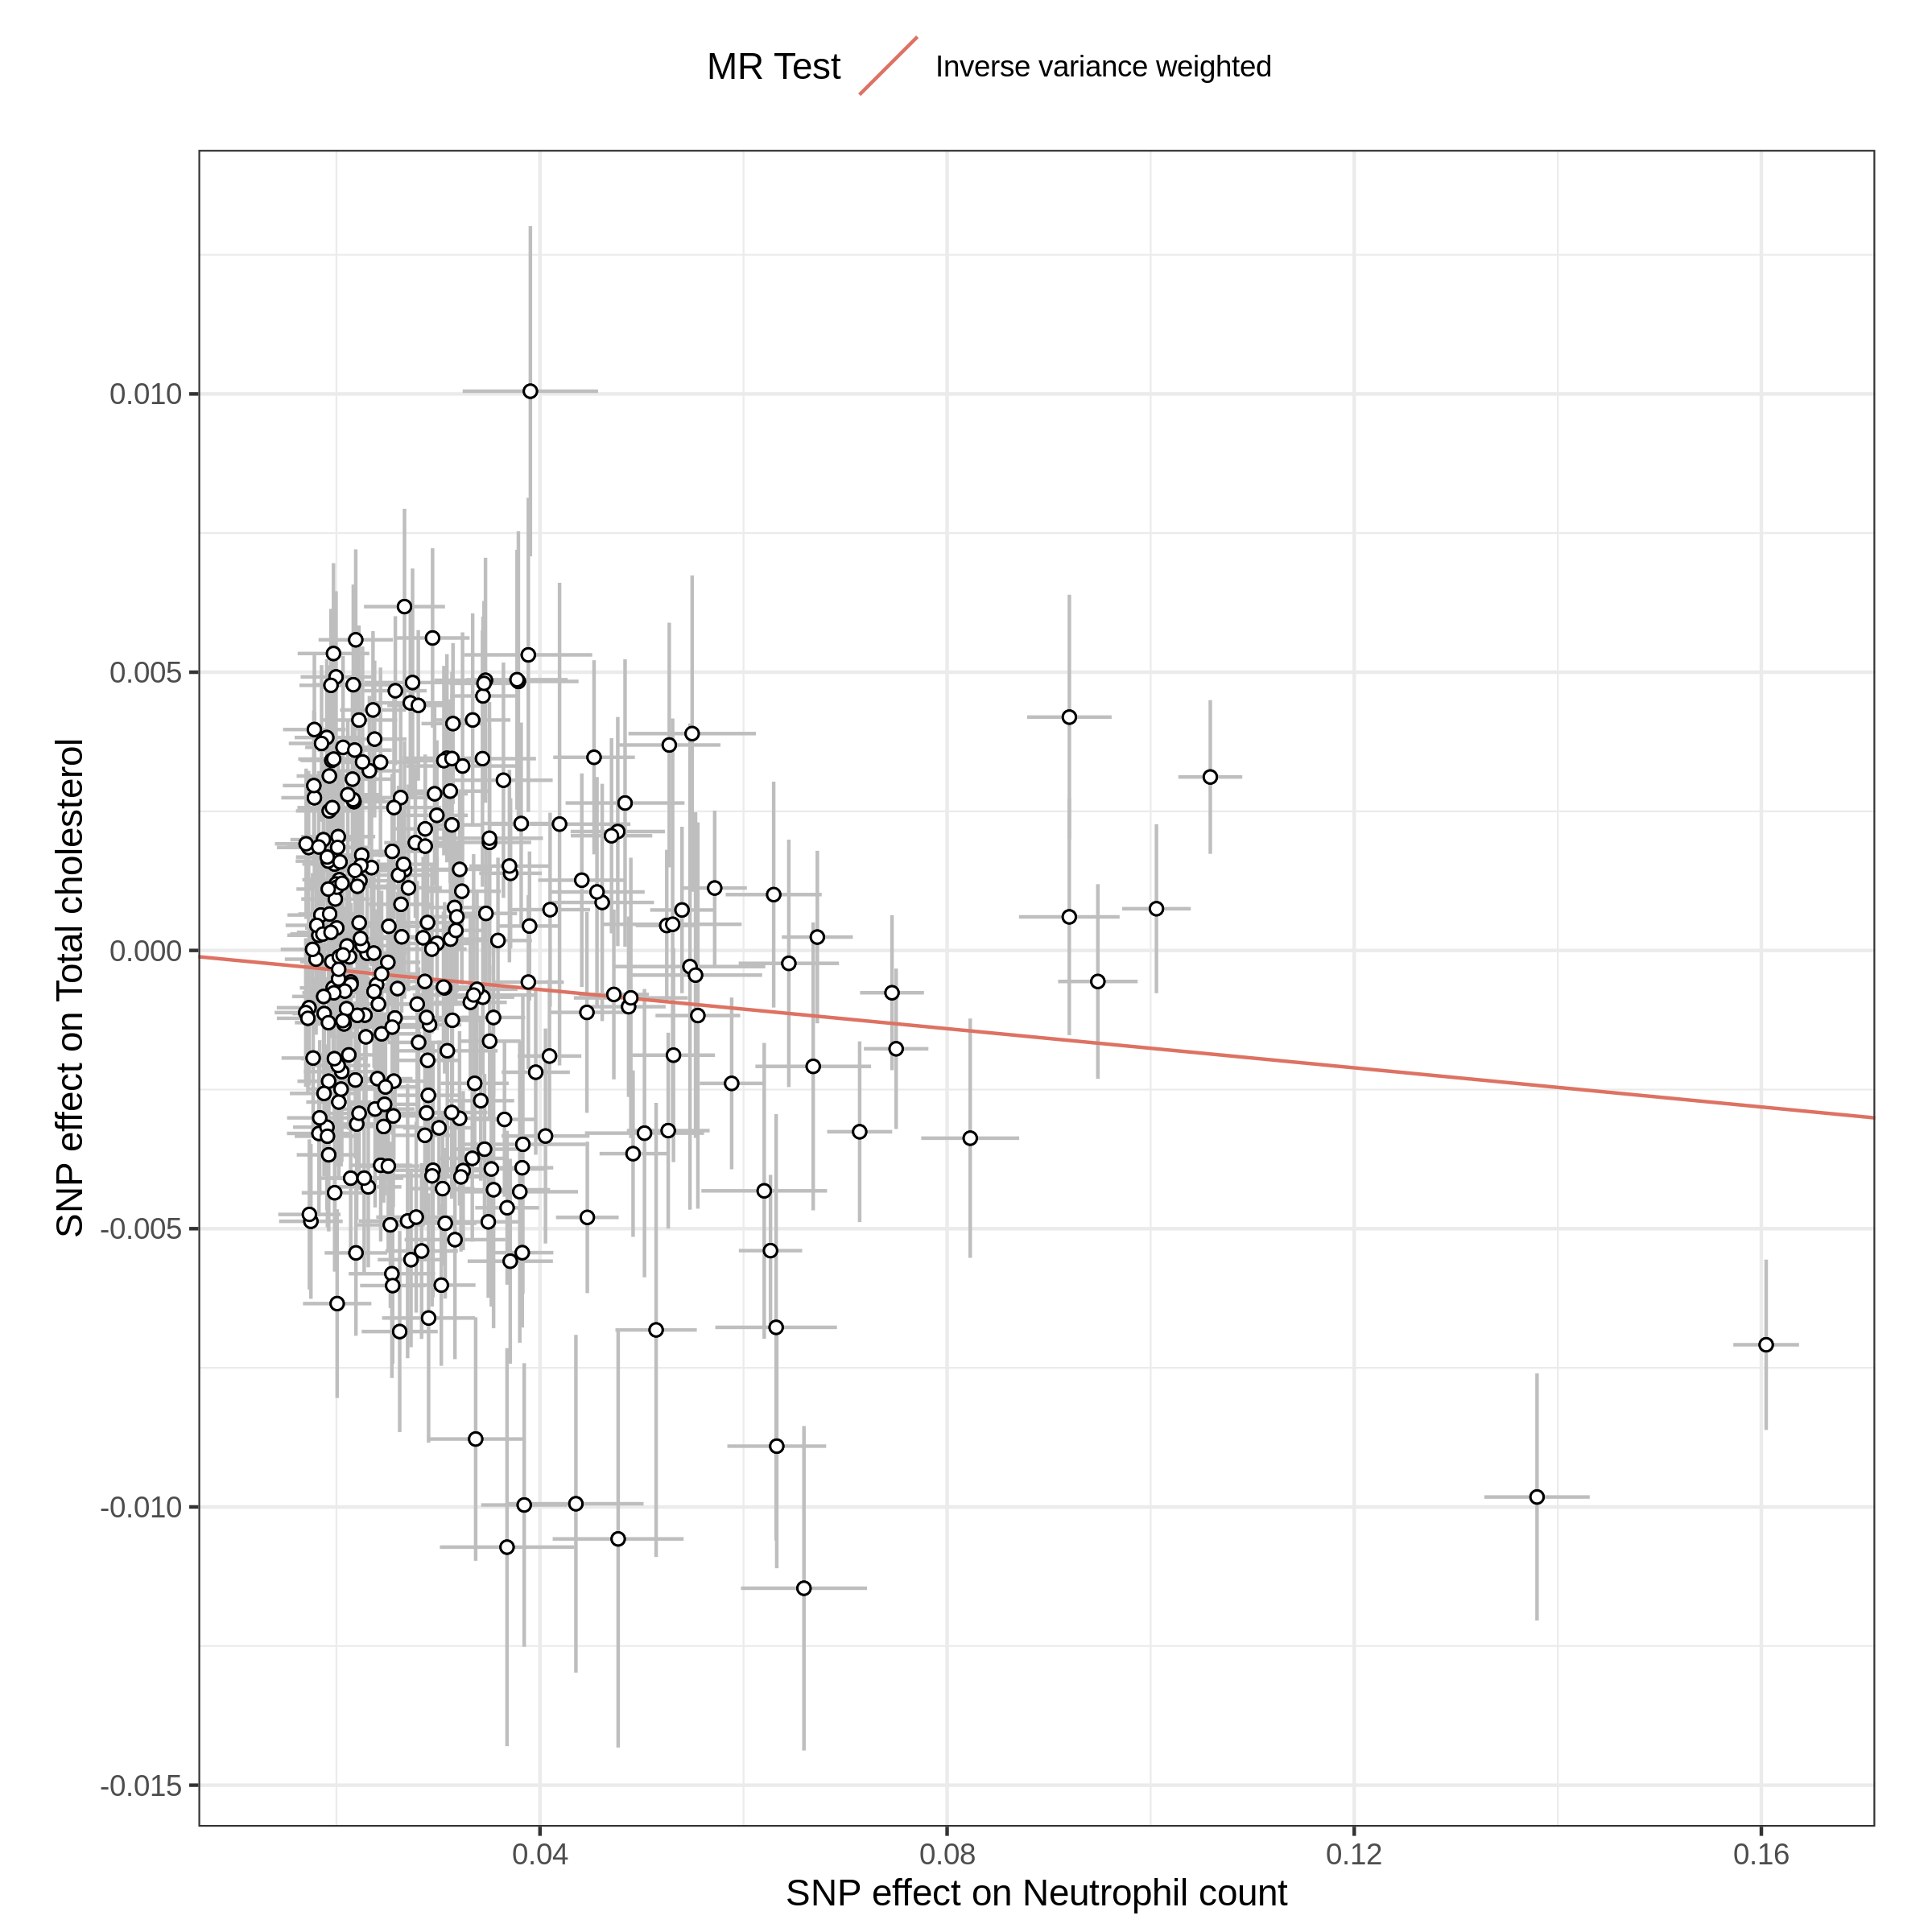 MR Test
Inverse variance weighted
SNP effect on Total cholesterol
0.010
0.005
0.000
-0.005
-0.010
-0.015
0.04
0.08
0.12
0.16
SNP effect on Neutrophil count